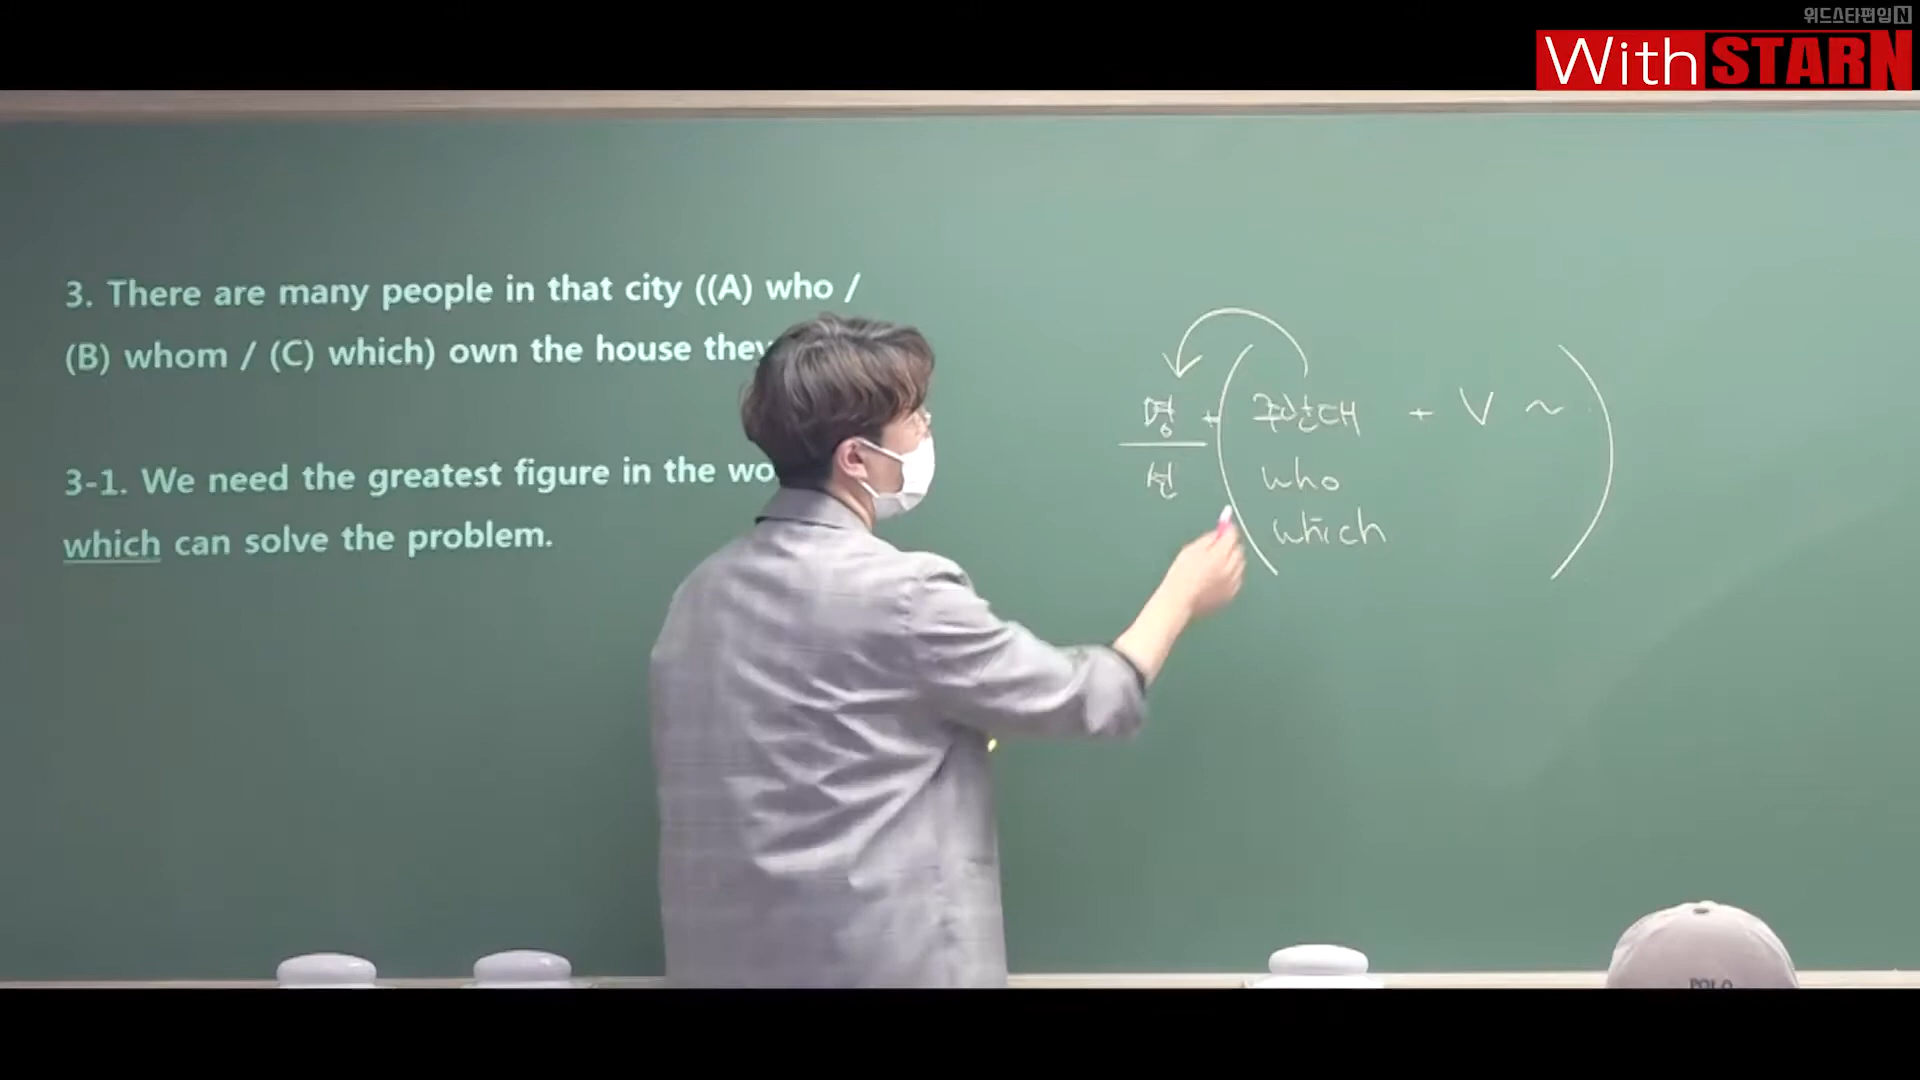 위드스타편입N
With STARN
3. There are many people in that city ((A) who /
(B) whom / (C) which) own the house they
3-1. We need the greatest figure in the wo
which can solve the problem.
명 + ( 주관대 + V ~ )
선
who
which
POLO